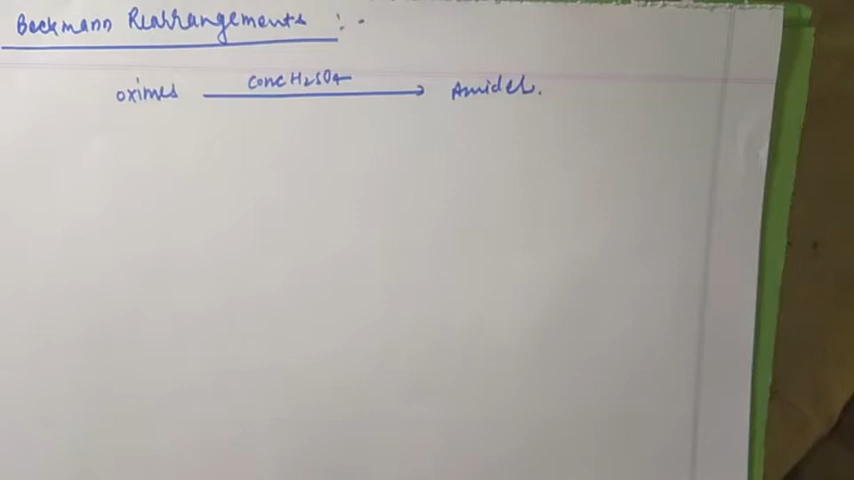 Beckmann Rearrangements :-
oximes conc H₂SO₄ → Amides.